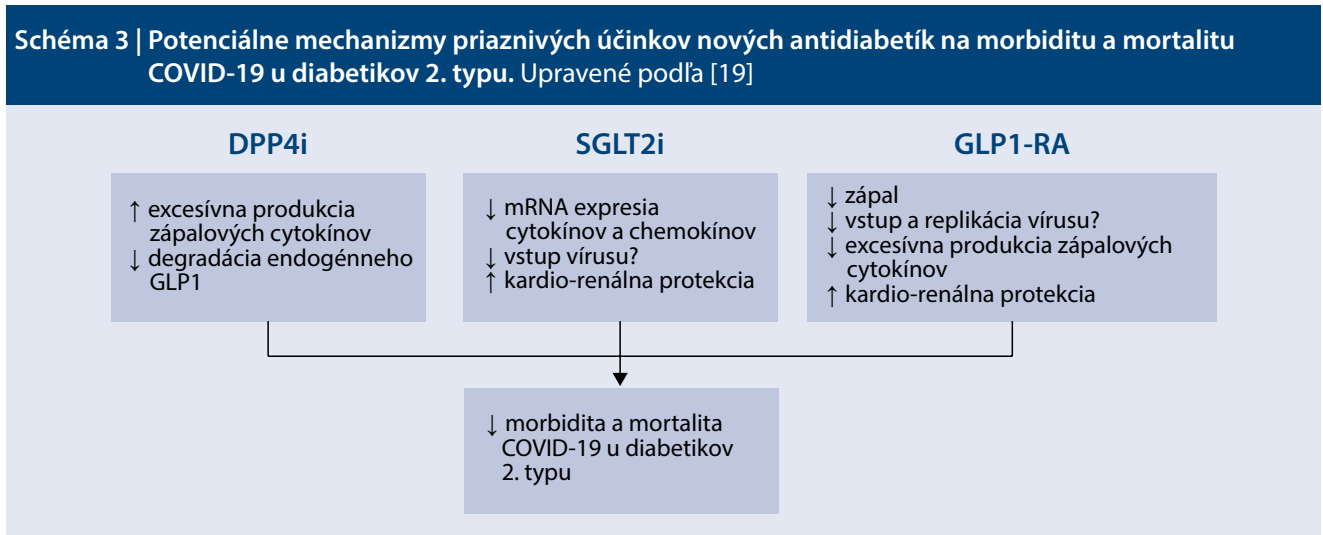 Schéma 3 | Potenciálne mechanizmy priaznivých účinkov nových antidiabetík na morbiditu a mortalitu
COVID-19 u diabetikov 2. typu. Upravené podľa [19]
DPP4i
↑ excesívna produkcia
zápalových cytokínov
↓ degradácia endogénneho
GLP1
SGLT2i
↓ mRNA expresia
cytokínov a chemokínov
↓ vstup vírusu?
↑ kardio-renálna protekcia
GLP1-RA
↓ zápal
↓ vstup a replikácia vírusu?
↓ excesívna produkcia zápalových
cytokínov
↑ kardio-renálna protekcia
↓ morbidita a mortalita
COVID-19 u diabetikov
2. typu